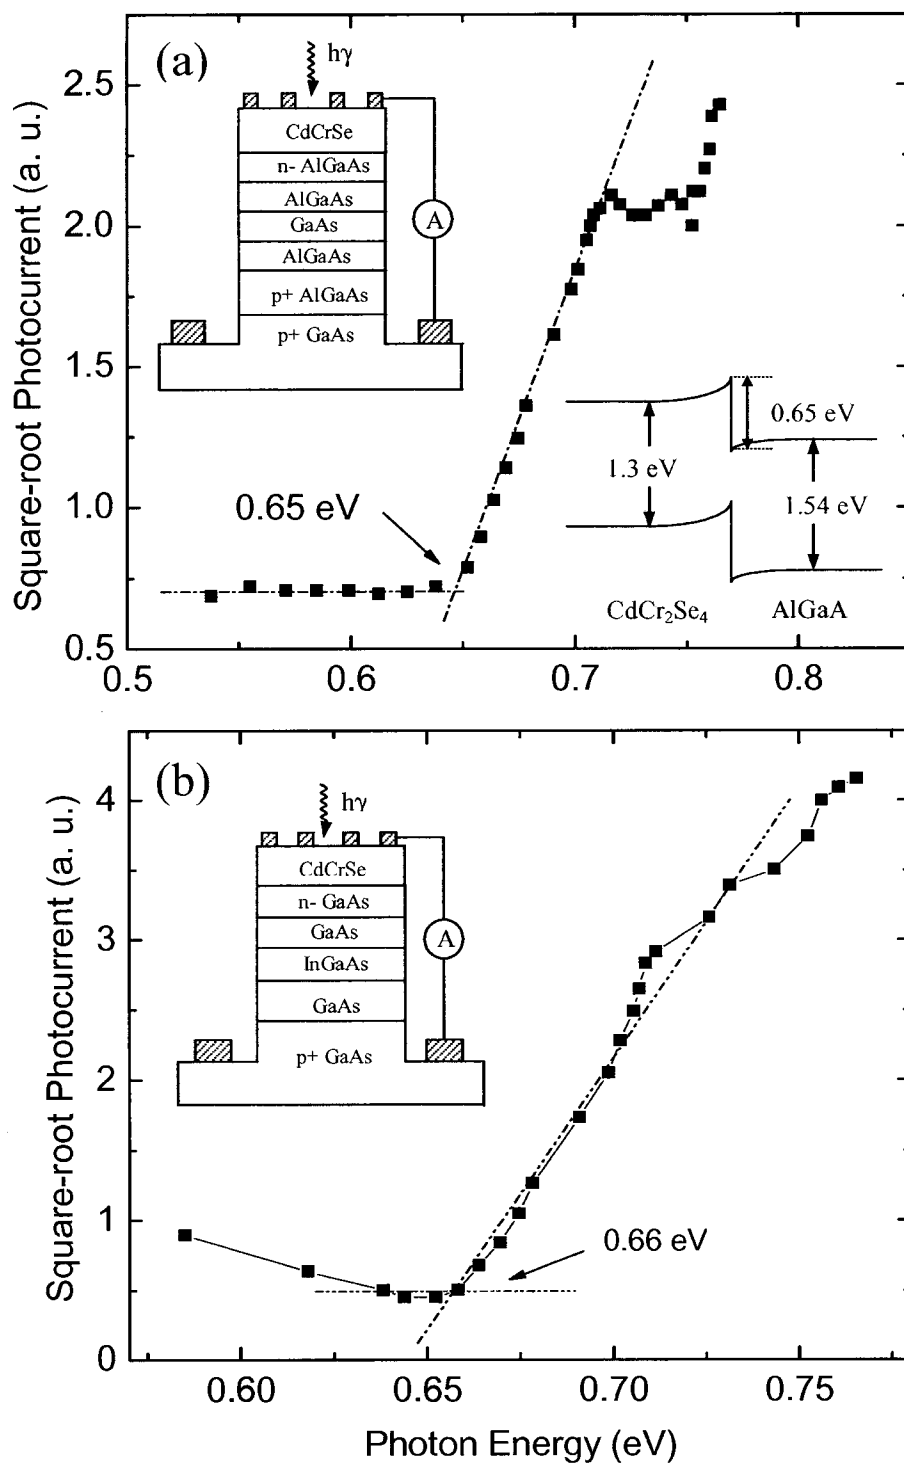 (a)
hγ
CdCrSe
n- AlGaAs
AlGaAs
GaAs
AlGaAs
p+ AlGaAs
p+ GaAs
A
2.5
2.0
1.5
1.0
0.5
Square-root Photocurrent (a. u.)
0.65 eV
0.65 eV
1.3 eV
1.54 eV
CdCr₂Se₄
AlGaA
0.5 0.6 0.7 0.8
(b)
hγ
CdCrSe
n- GaAs
GaAs
InGaAs
GaAs
p+ GaAs
A
4
3
2
1
0
Square-root Photocurrent (a. u.)
0.66 eV
0.60 0.65 0.70 0.75
Photon Energy (eV)